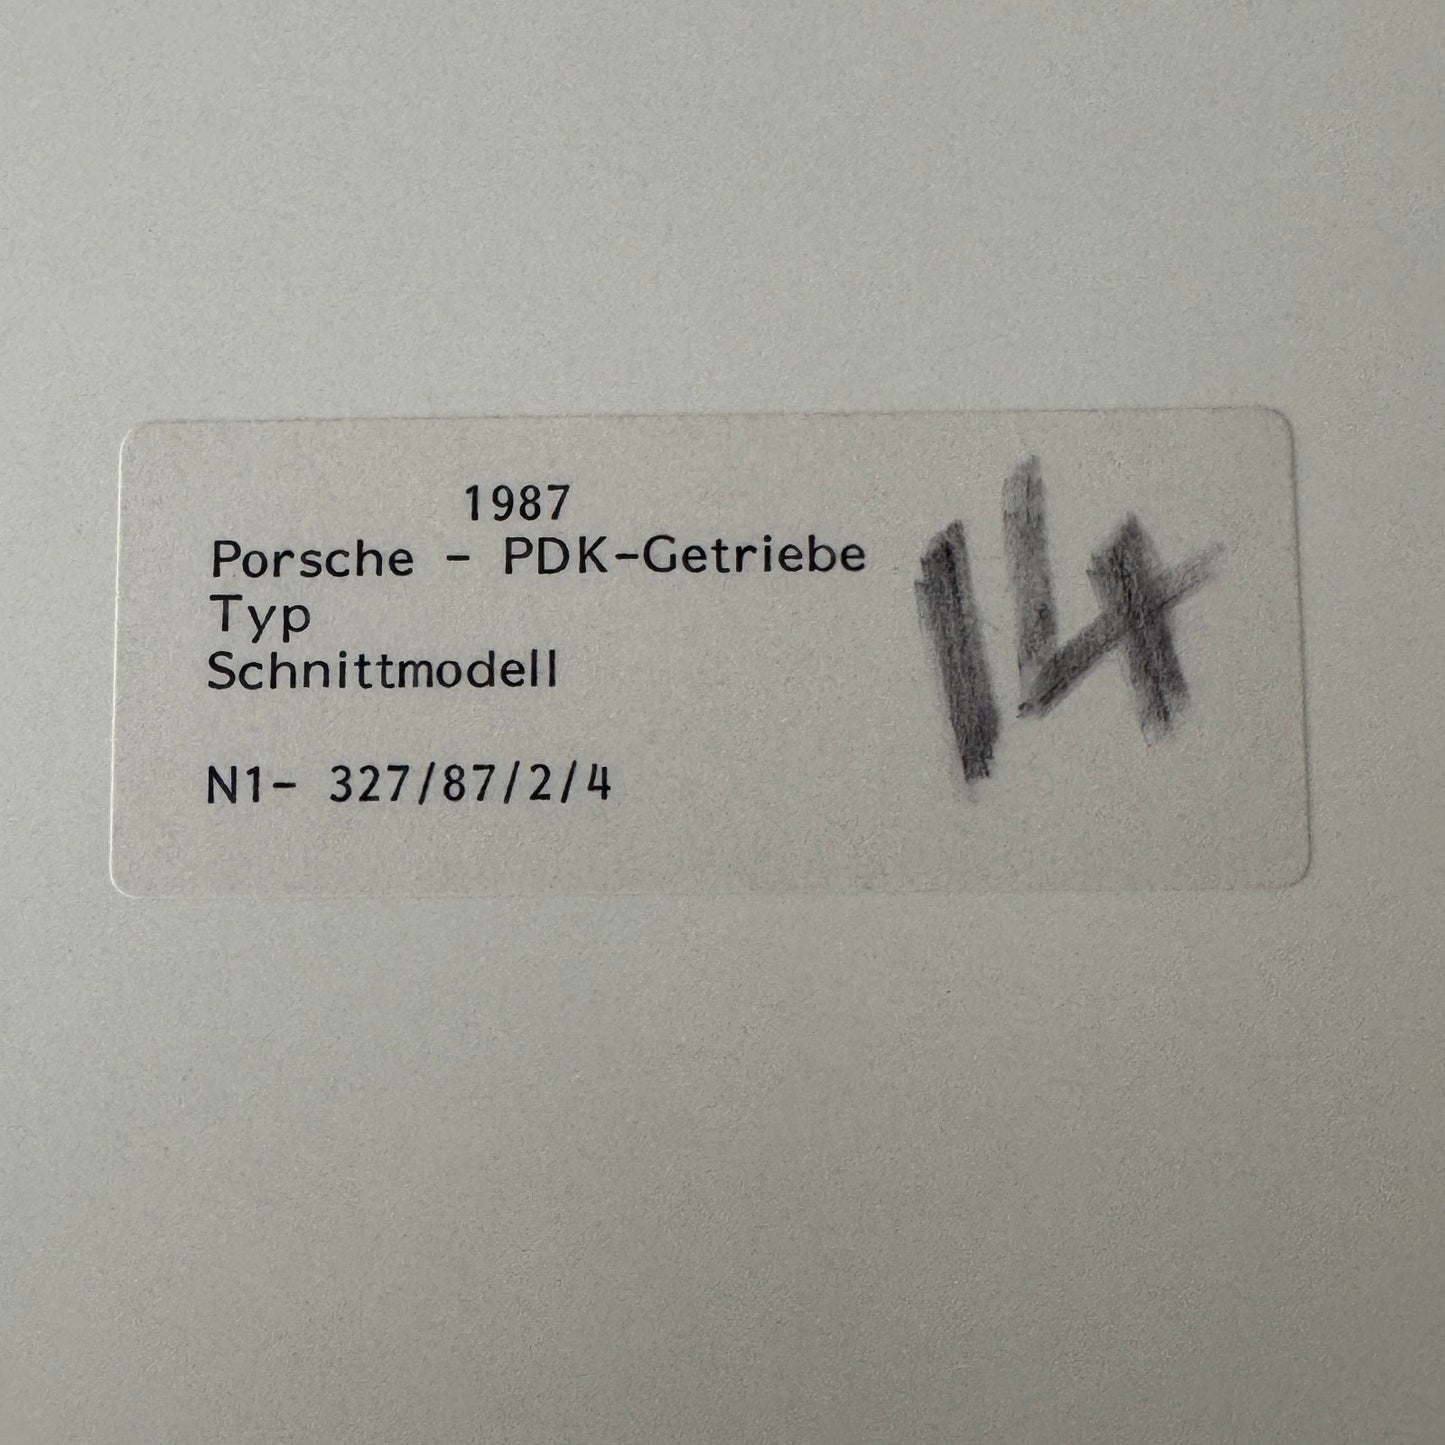 1987
Porsche - PDK-Getriebe
Typ
Schnittmodell
N1- 327/87/2/4
14